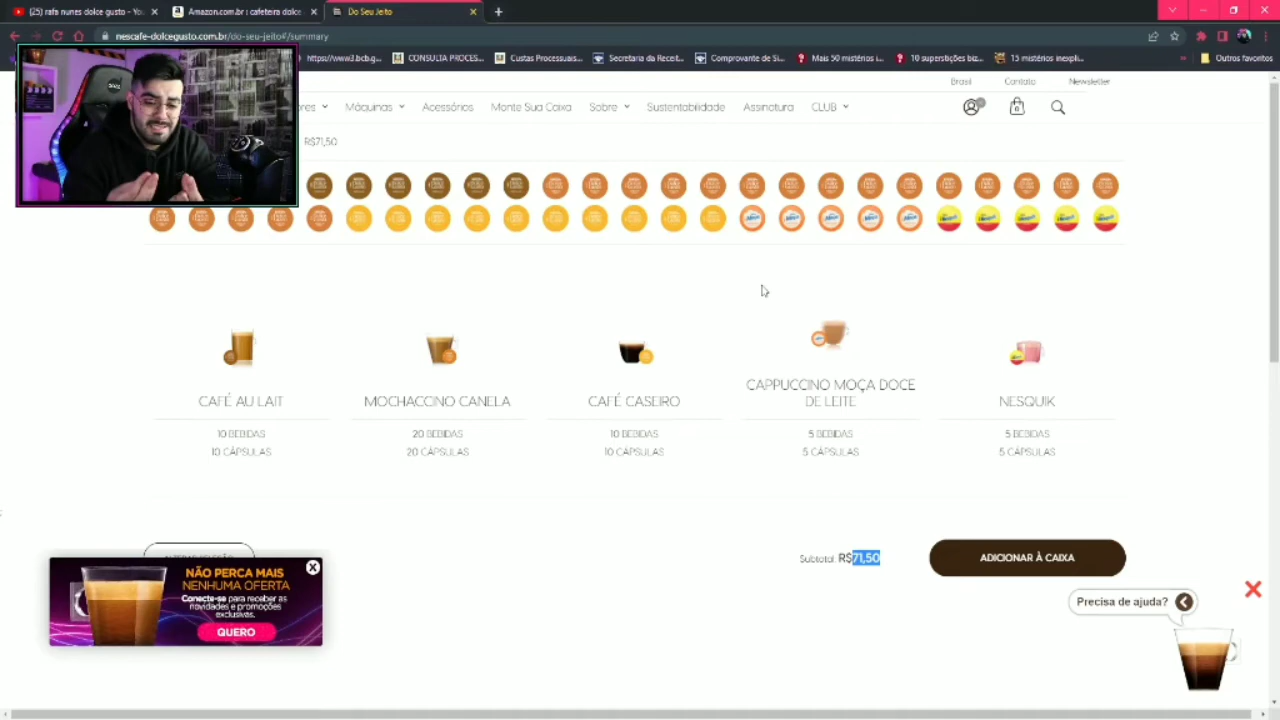 (25) rafa nunes dolce gusto - You
Amazon.com.br : cafeteira dolce
Do Seu Jeito
nescafe-dolcegusto.com.br/do-seu-jeito#/summary
https://www3.bcb.g...
CONSULTA PROCES...
Custas Processuais...
Secretaria da Receit...
Comprovante de Si...
Mais 50 mistérios i...
10 superstições biz...
13 mistérios inexpli...
Outros favoritos
Brasil
Contato
Newsletter
Máquinas
Acessórios
Monte Sua Caixa
Sobre
Sustentabilidade
Assinatura
CLUB
0
R$71,50
CAFÉ AU LAIT
10 BEBIDAS
10 CÁPSULAS
MOCHACCINO CANELA
20 BEBIDAS
20 CÁPSULAS
CAFÉ CASEIRO
10 BEBIDAS
10 CÁPSULAS
CAPPUCCINO MOÇA DOCE
DE LEITE
5 BEBIDAS
5 CÁPSULAS
NESQUIK
5 BEBIDAS
5 CÁPSULAS
Subtotal: R$71,50
ADICIONAR À CAIXA
NÃO PERCA MAIS
NENHUMA OFERTA
Conecte-se para receber as
novidades e promoções
exclusivas.
QUERO
X
Precisa de ajuda?